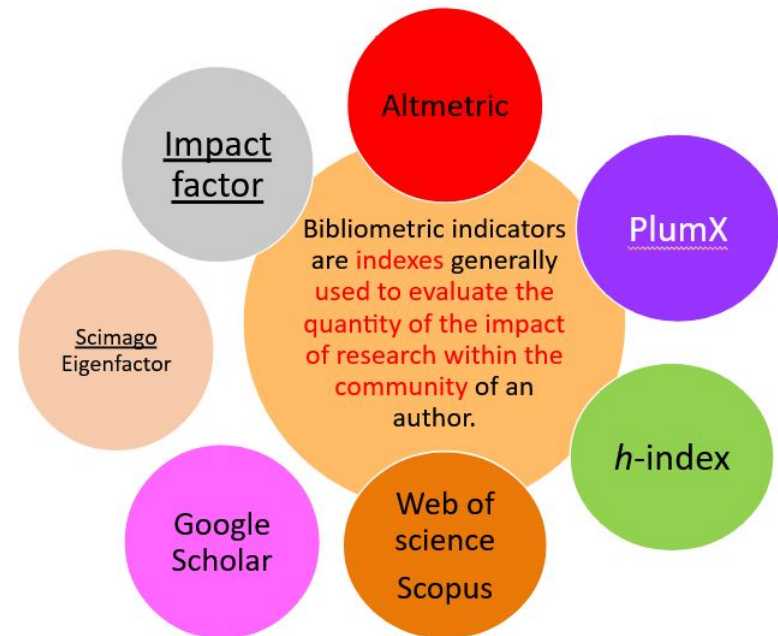 Altmetric
Impact
factor
PlumX
Bibliometric indicators
are indexes generally
used to evaluate the
quantity of the impact
of research within the
community of an
author.
Scimago
Eigenfactor
h-index
Google
Scholar
Web of
science
Scopus